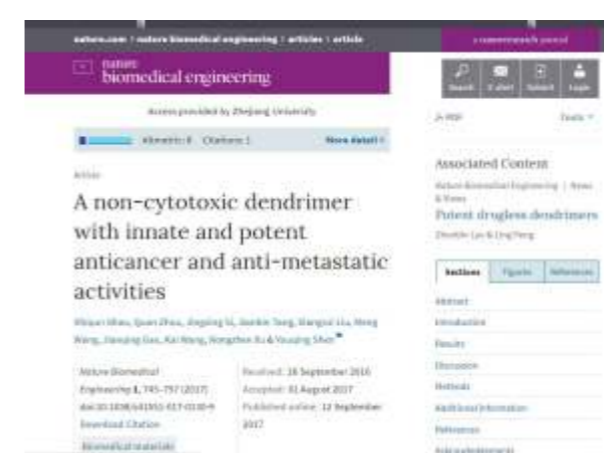 nature.com › nature biomedical engineering › articles › article
a natureresearch journal
nature
biomedical engineering
Search E-alert Submit Login
Access provided by Zhejiang University
PDF
Tools
Citations: 1
More detail
Article
A non-cytotoxic dendrimer
with innate and potent
anticancer and anti-metastatic
activities
Associated Content
Nature Biomedical Engineering | News
& Views
Potent drugless dendrimers
Sections Figures References
Abstract
Introduction
Results
Discussion
Methods
Additional information
References
Acknowledgements
Nature Biomedical
Engineering 1, 745–757 (2017)
Download Citation
Biomedical materials
Received: 16 September 2016
Accepted: 01 August 2017
Published online: 12 September
2017